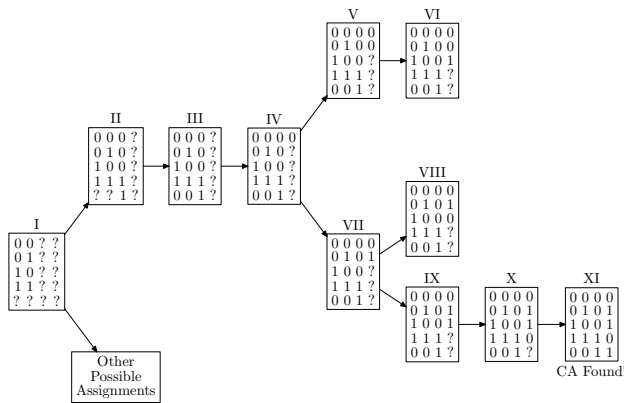 V
0 0 0 0
0 1 0 0
1 0 0 ?
1 1 1 ?
0 0 1 ?
VI
0 0 0 0
0 1 0 0
1 0 0 1
1 1 1 ?
0 0 1 ?
II
0 0 0 ?
0 1 0 ?
1 0 0 ?
1 1 1 ?
? ? 1 ?
III
0 0 0 ?
0 1 0 ?
1 0 0 ?
1 1 1 ?
0 0 1 ?
IV
0 0 0 0
0 1 0 ?
1 0 0 ?
1 1 1 ?
0 0 1 ?
VIII
0 0 0 0
0 1 0 1
1 0 0 0
1 1 1 ?
0 0 1 ?
I
0 0 ? ?
0 1 ? ?
1 0 ? ?
1 1 ? ?
? ? ? ?
VII
0 0 0 0
0 1 0 1
1 0 0 ?
1 1 1 ?
0 0 1 ?
IX
0 0 0 0
0 1 0 1
1 0 0 1
1 1 1 ?
0 0 1 ?
X
0 0 0 0
0 1 0 1
1 0 0 1
1 1 1 0
0 0 1 ?
XI
0 0 0 0
0 1 0 1
1 0 0 1
1 1 1 0
0 0 1 1
CA Found!
Other
Possible
Assignments